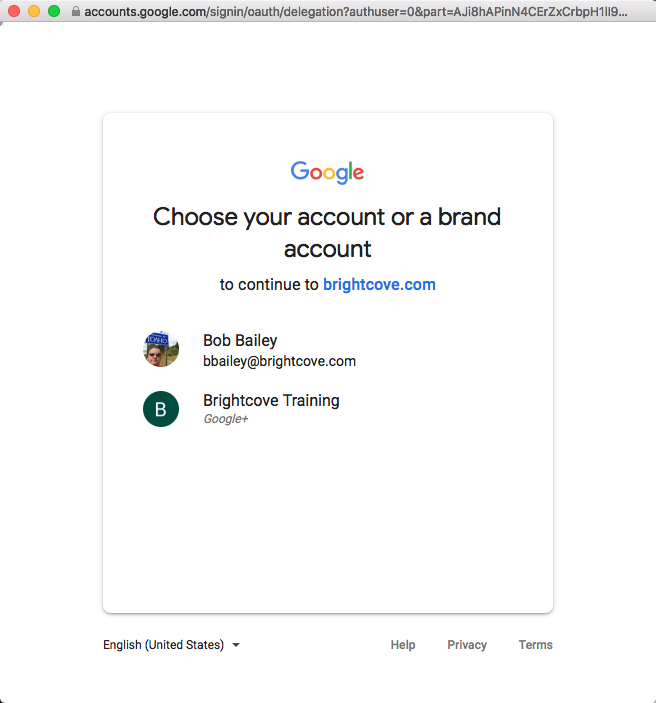 accounts.google.com/signin/oauth/delegation?authuser=0&part=AJi8hAPinN4CErZxCrbpH1lI9...
Google
Choose your account or a brand
account
to continue to brightcove.com
Bob Bailey
bbailey@brightcove.com
B
Brightcove Training
Google+
English (United States)
Help Privacy Terms